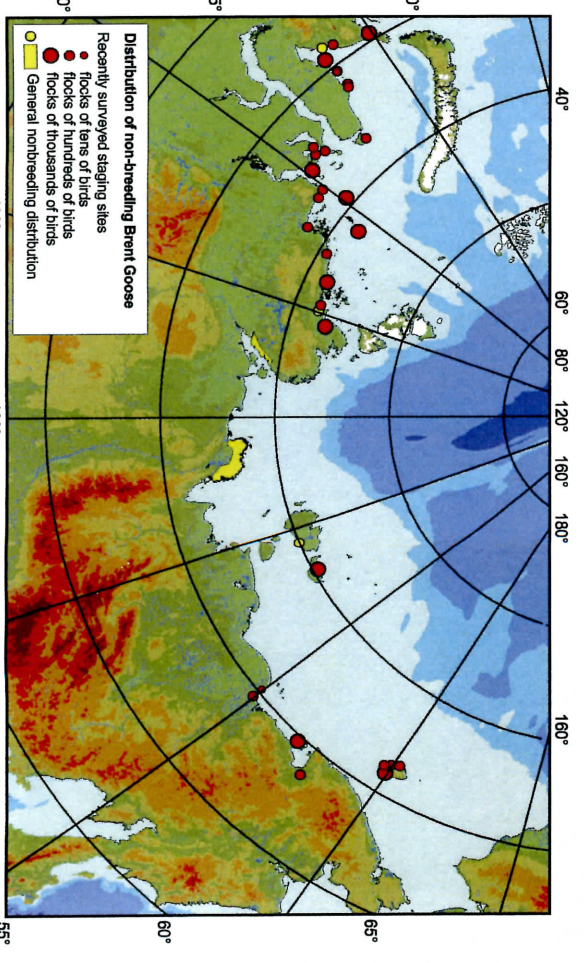 Distribution of non-breeding Brent Goose
Recently surveyed staging sites
flocks of tens of birds
flocks of hundreds of birds
flocks of thousands of birds
General nonbreeding distribution
40°
60°
80°
120°
160°
180°
160°
65°
60°
55°